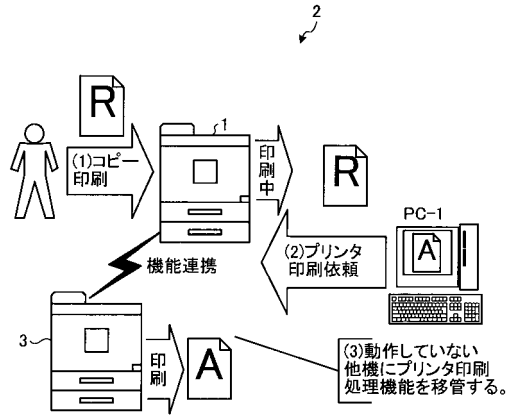 2
R
1
(1)コピー
印刷
印刷中
R
PC-1
A
(2)プリンタ
印刷依頼
機能連携
3
印刷
A
(3)動作していない
他機にプリンタ印刷
処理機能を移管する。